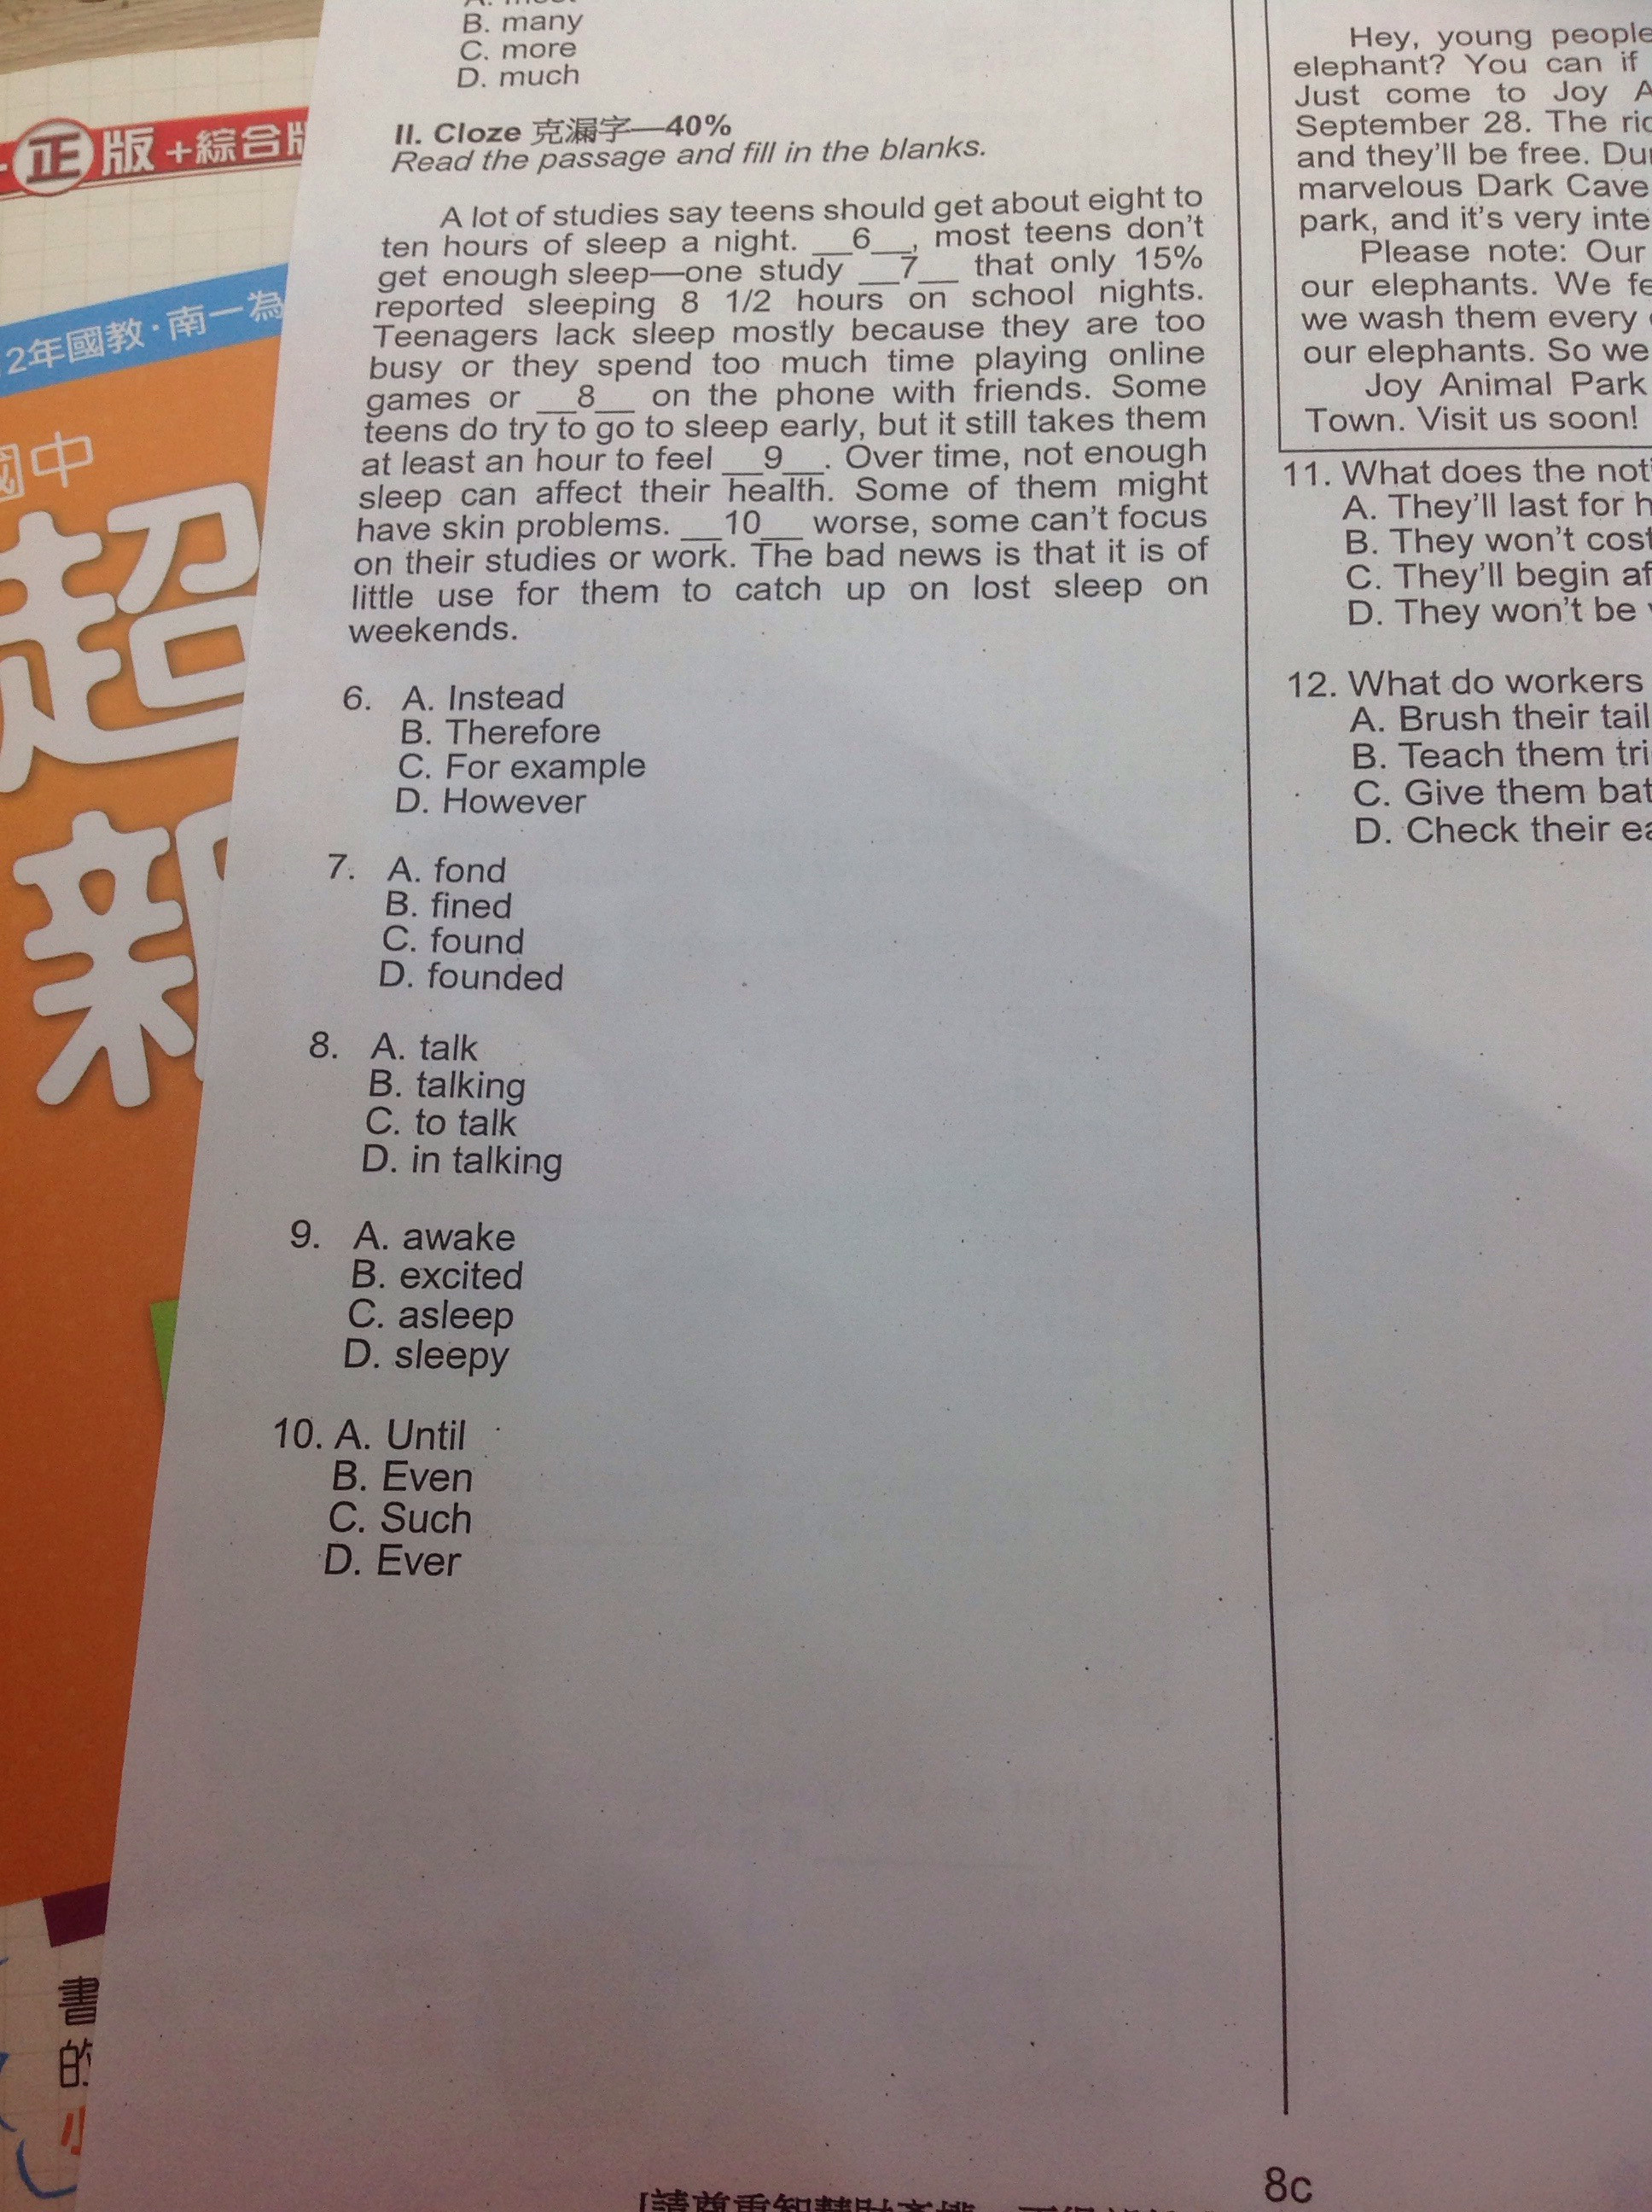 B. many
C. more
D. much
II. Cloze 克漏字—40%
Read the passage and fill in the blanks.
A lot of studies say teens should get about eight to
ten hours of sleep a night. __6__, most teens don't
get enough sleep—one study __7__ that only 15%
reported sleeping 8 1/2 hours on school nights.
Teenagers lack sleep mostly because they are too
busy or they spend too much time playing online
games or __8__ on the phone with friends. Some
teens do try to go to sleep early, but it still takes them
at least an hour to feel __9__. Over time, not enough
sleep can affect their health. Some of them might
have skin problems. __10__ worse, some can't focus
on their studies or work. The bad news is that it is of
little use for them to catch up on lost sleep on
weekends.
6. A. Instead
B. Therefore
C. For example
D. However
7. A. fond
B. fined
C. found
D. founded
8. A. talk
B. talking
C. to talk
D. in talking
9. A. awake
B. excited
C. asleep
D. sleepy
10. A. Until
B. Even
C. Such
D. Ever
Hey, young people
elephant? You can if
Just come to Joy A
September 28. The
and they'll be free.
marvelous Dark Cave
park, and it's very
Please note: Our
our elephants. We
we wash them every
our elephants. So we
Joy Animal Park
Town. Visit us soon!
11. What does the
A. They'll last for
B. They won't cost
C. They'll begin
D. They won't be
12. What do workers
A. Brush their
B. Teach them
C. Give them
D. Check their
8c
[請尊重智慧財產權
正版+綜合
2年國教·南一為
國中
超
新
書
的
小